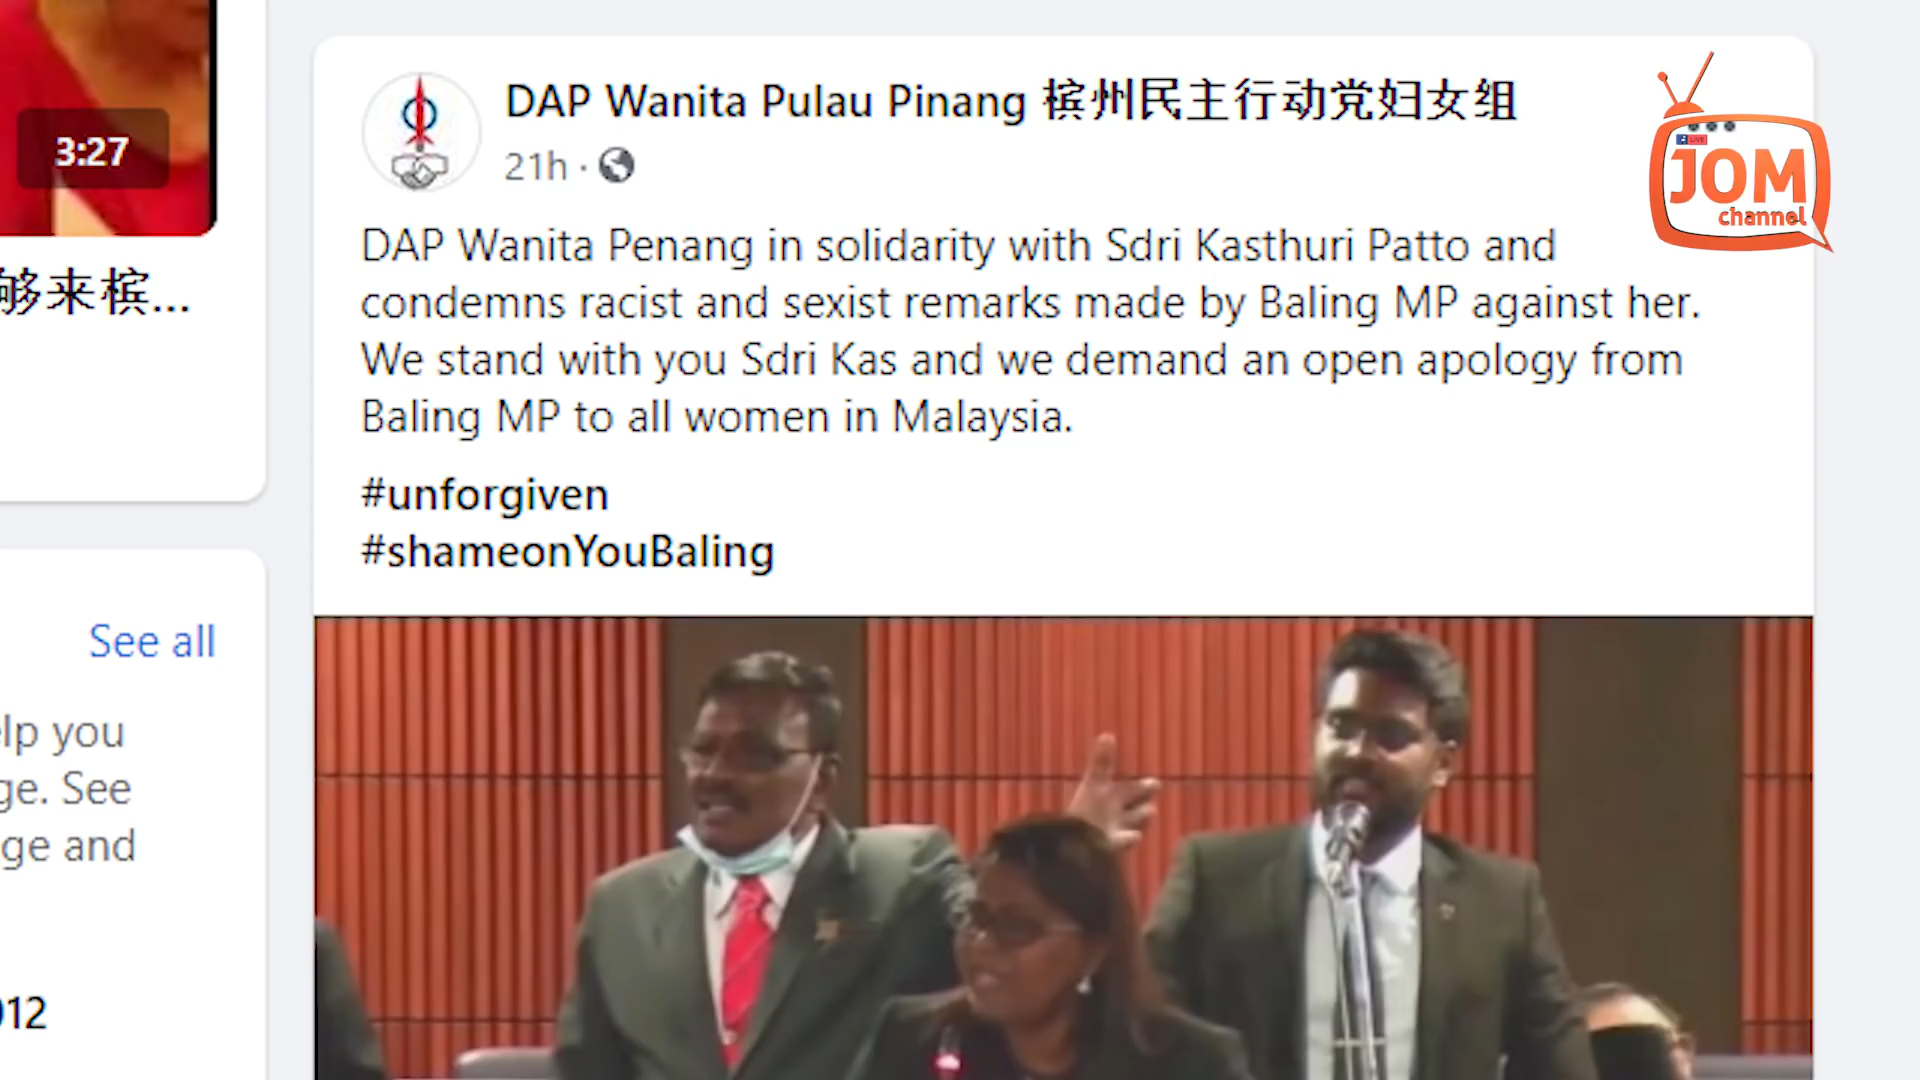 3:27
够来槟...
See all
elp you
ge. See
ge and
012
DAP Wanita Pulau Pinang 槟州民主行动党妇女组
21h ·
DAP Wanita Penang in solidarity with Sdri Kasthuri Patto and
condemns racist and sexist remarks made by Baling MP against her.
We stand with you Sdri Kas and we demand an open apology from
Baling MP to all women in Malaysia.
#unforgiven
#shameonYouBaling
LIVE
JOM
channel